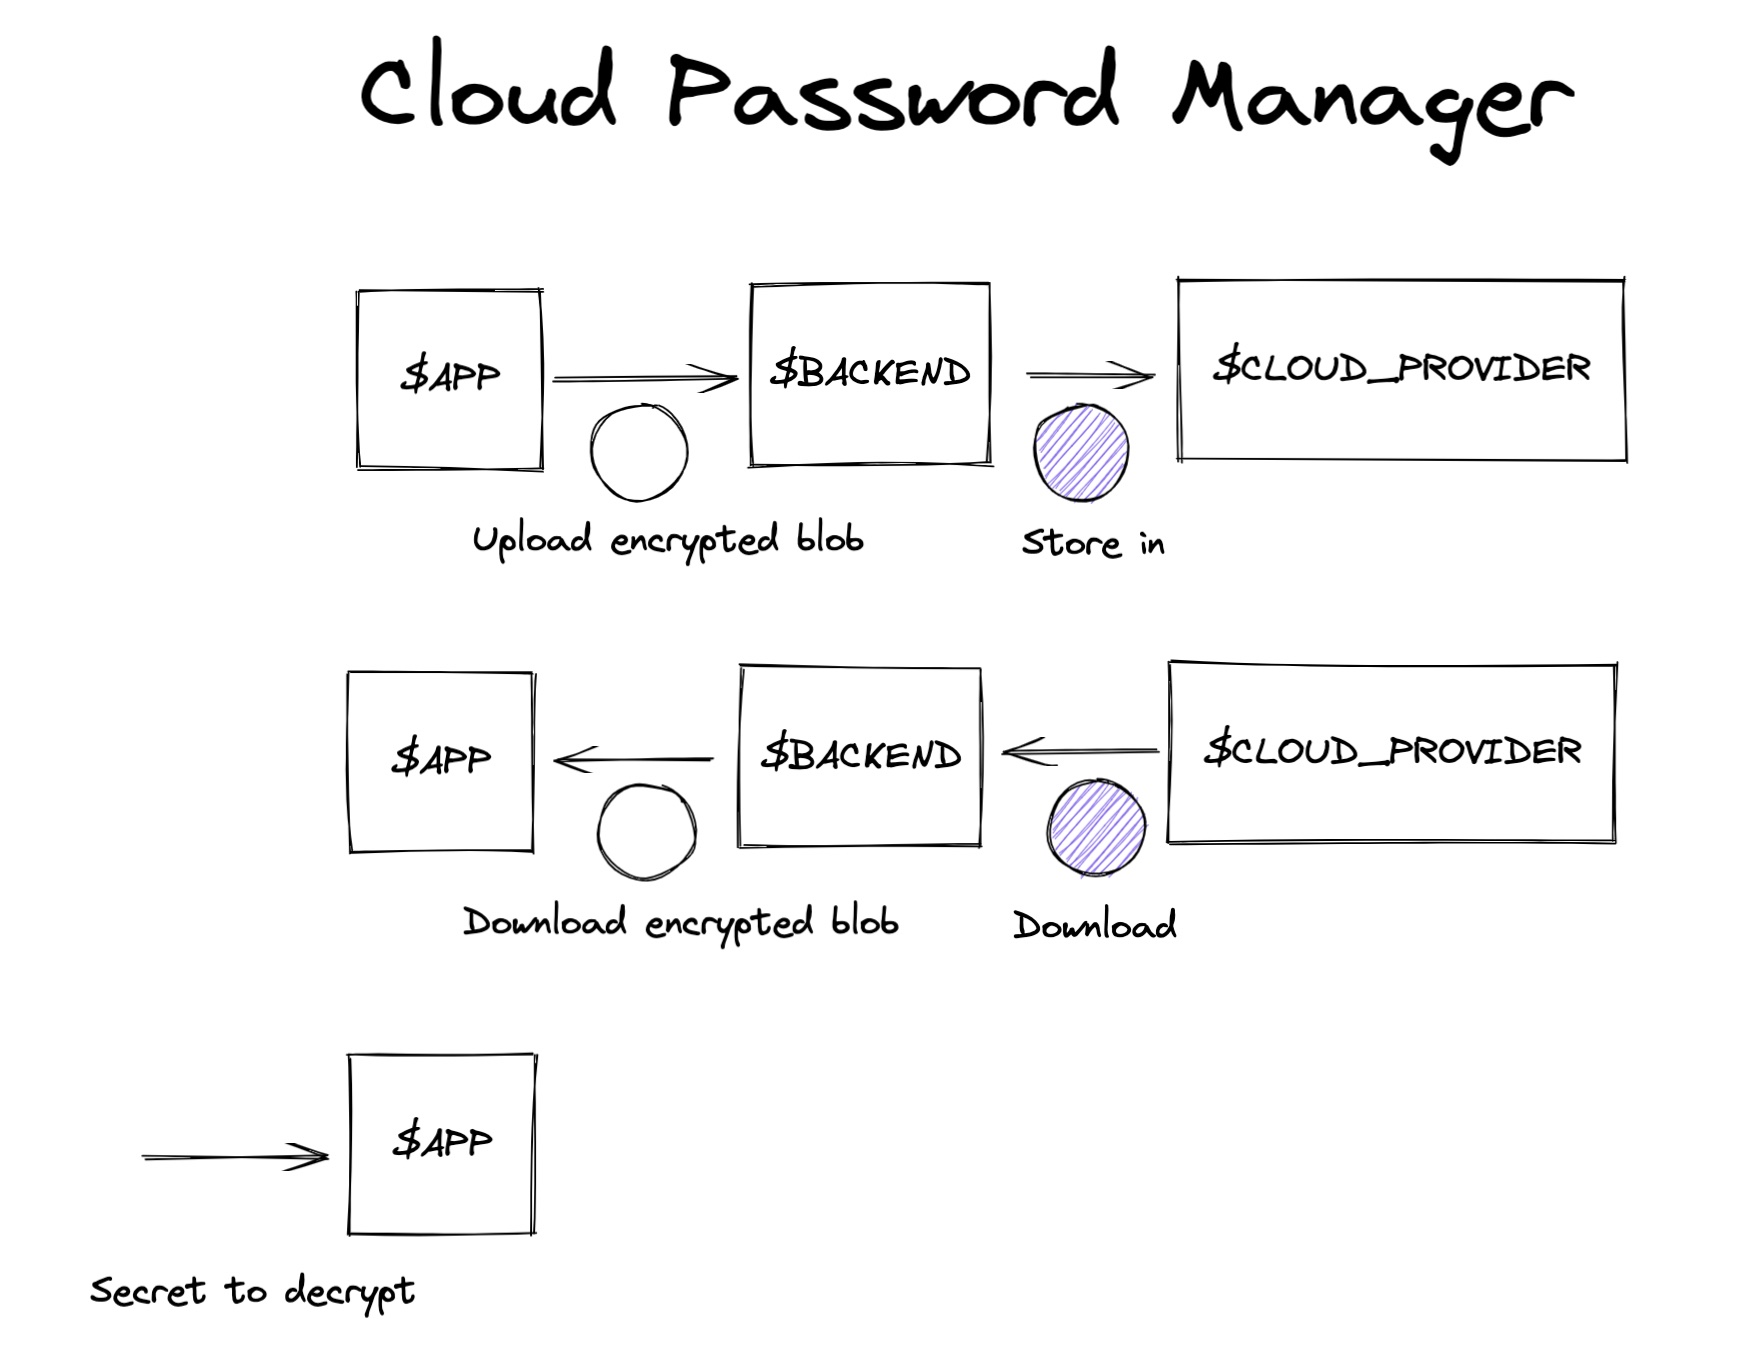 Cloud Password Manager
$APP
$BACKEND
$CLOUD_PROVIDER
Upload encrypted blob
Store in
$APP
$BACKEND
$CLOUD_PROVIDER
Download encrypted blob
Download
$APP
Secret to decrypt